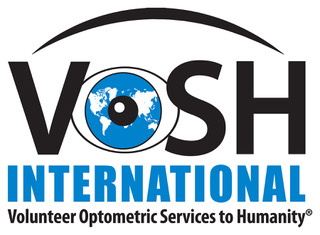 VOSH
INTERNATIONAL
Volunteer Optometric Services to Humanity®